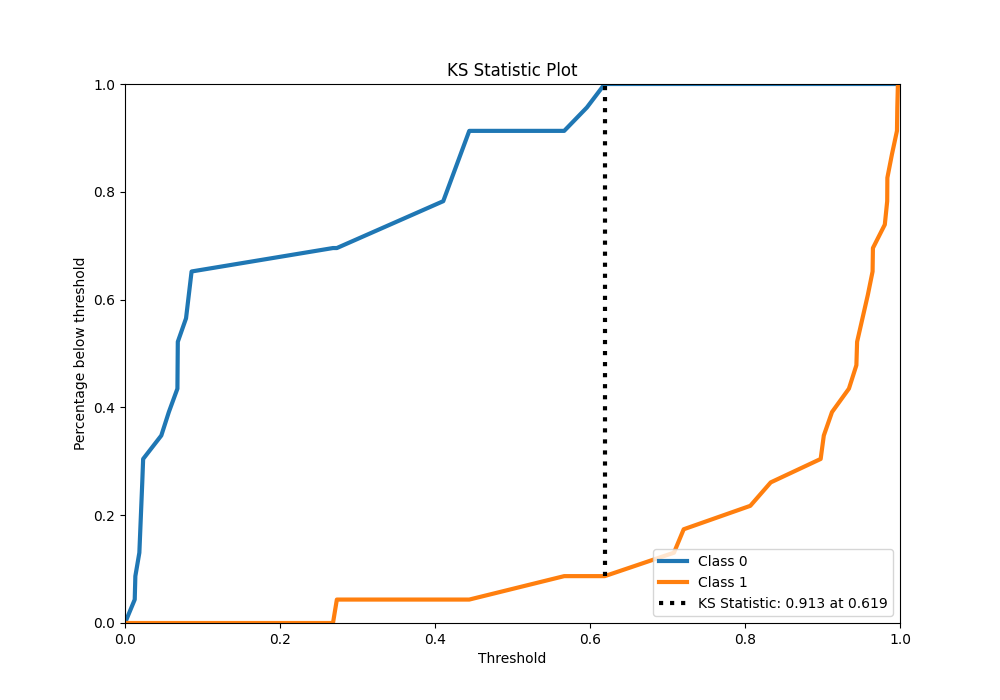 KS Statistic Plot
1.0
0.8
0.6
0.4
0.2
0.0
Percentage below threshold
0.0 0.2 0.4 0.6 0.8 1.0
Threshold
Class 0
Class 1
KS Statistic: 0.913 at 0.619